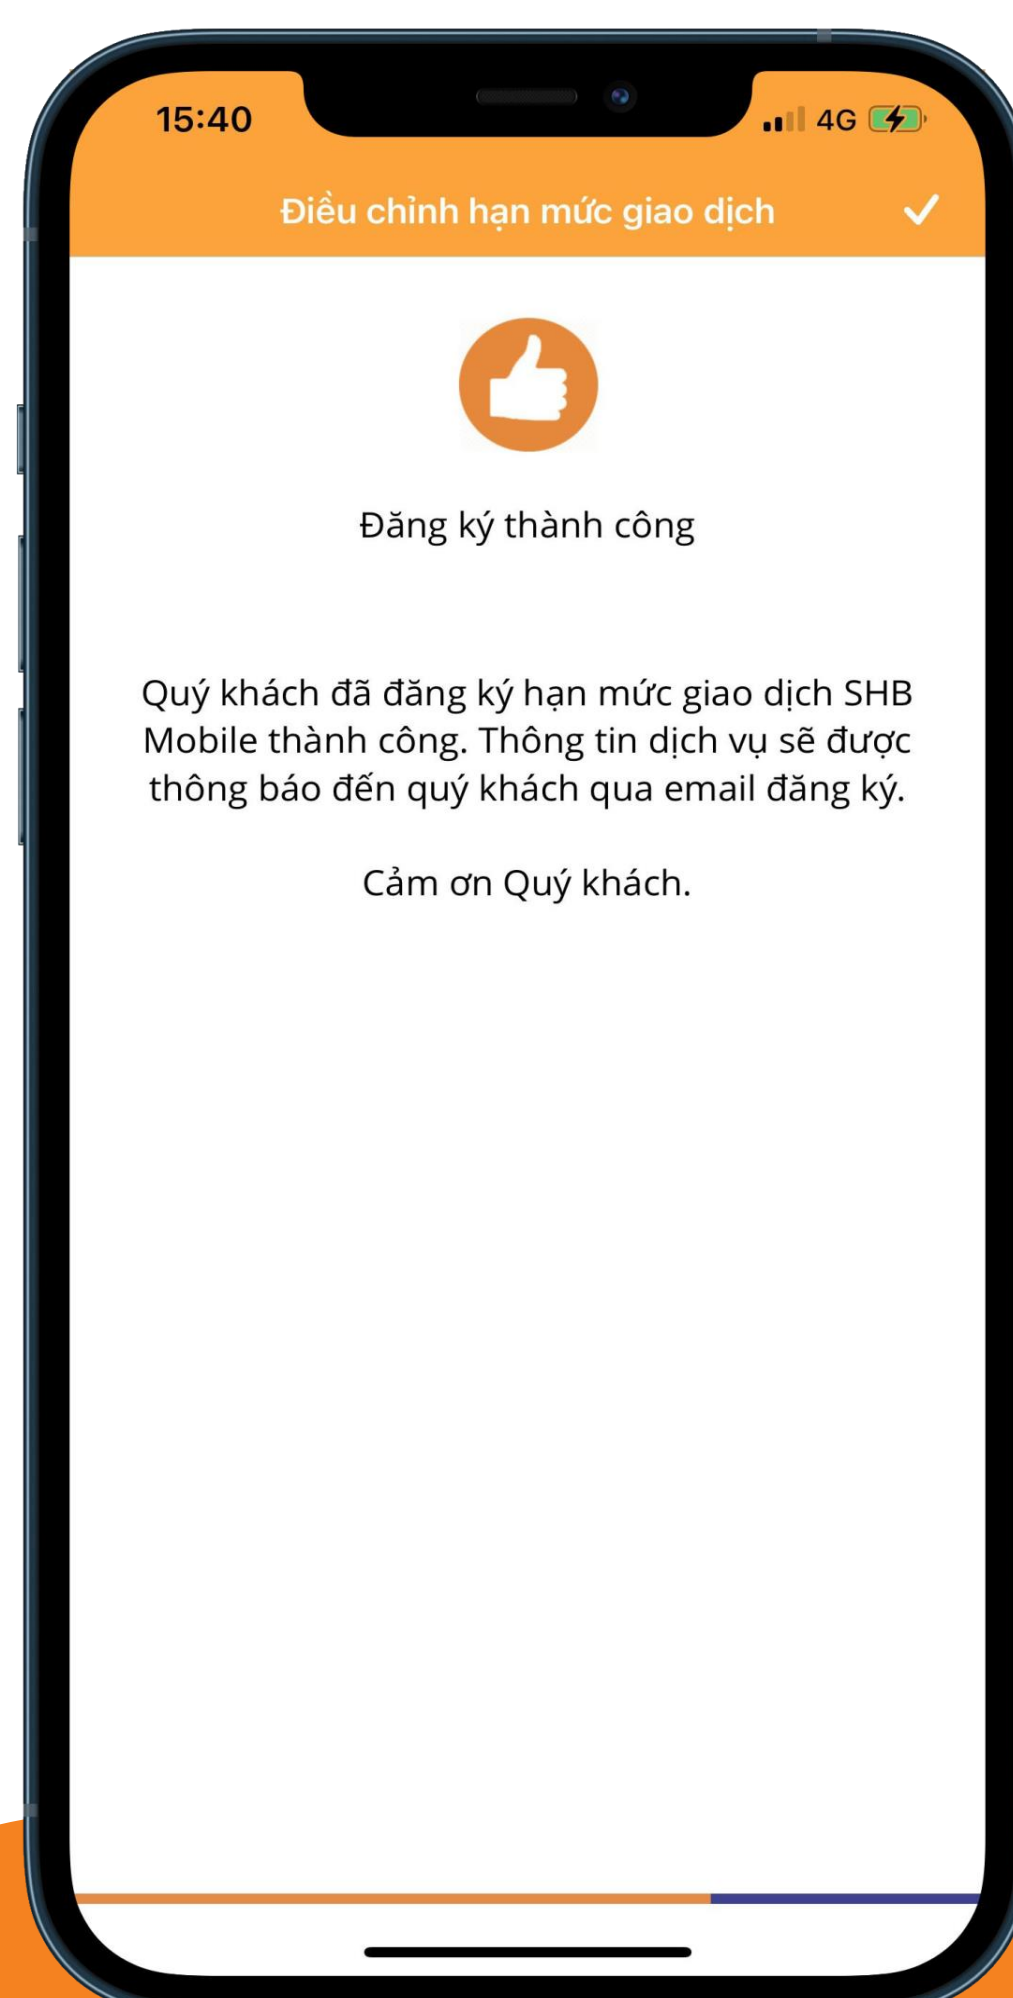 15:40 4G
Điều chỉnh hạn mức giao dịch
Đăng ký thành công
Quý khách đã đăng ký hạn mức giao dịch SHB
Mobile thành công. Thông tin dịch vụ sẽ được
thông báo đến quý khách qua email đăng ký.
Cảm ơn Quý khách.